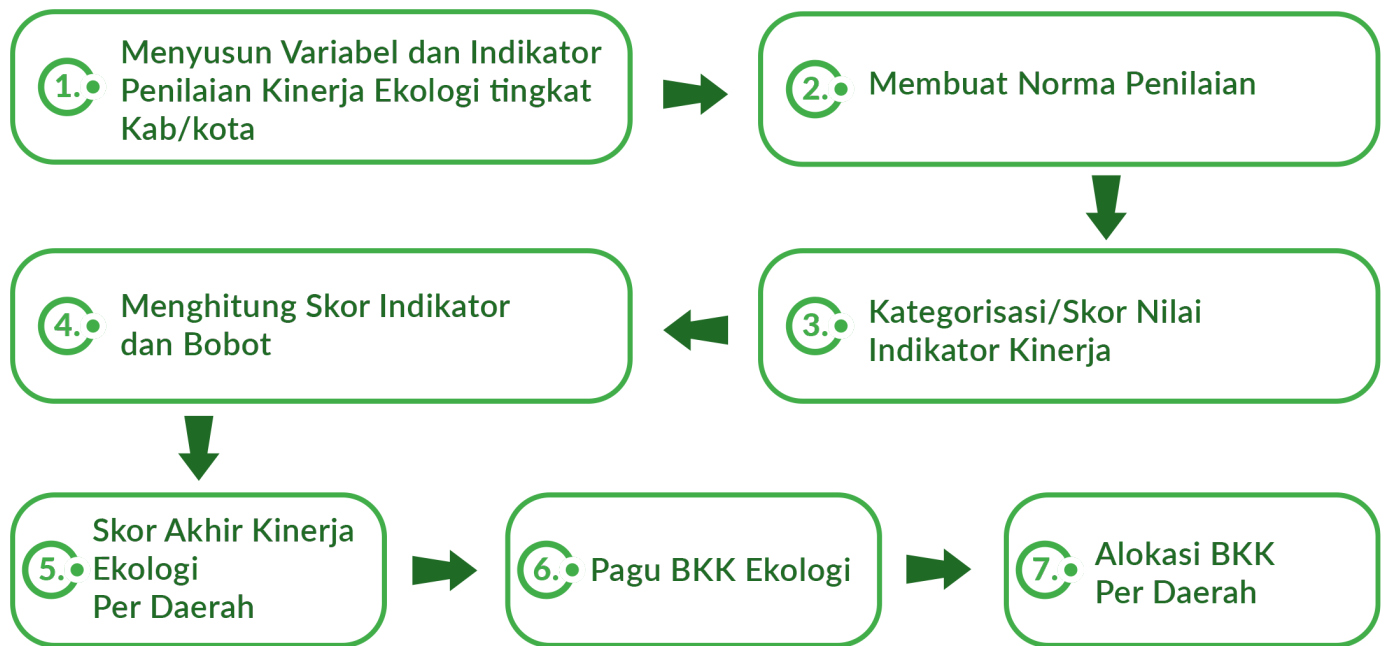 1. Menyusun Variabel dan Indikator
Penilaian Kinerja Ekologi tingkat
Kab/kota
2. Membuat Norma Penilaian
3. Kategorisasi/Skor Nilai
Indikator Kinerja
4. Menghitung Skor Indikator
dan Bobot
5. Skor Akhir Kinerja
Ekologi
Per Daerah
6. Pagu BKK Ekologi
7. Alokasi BKK
Per Daerah